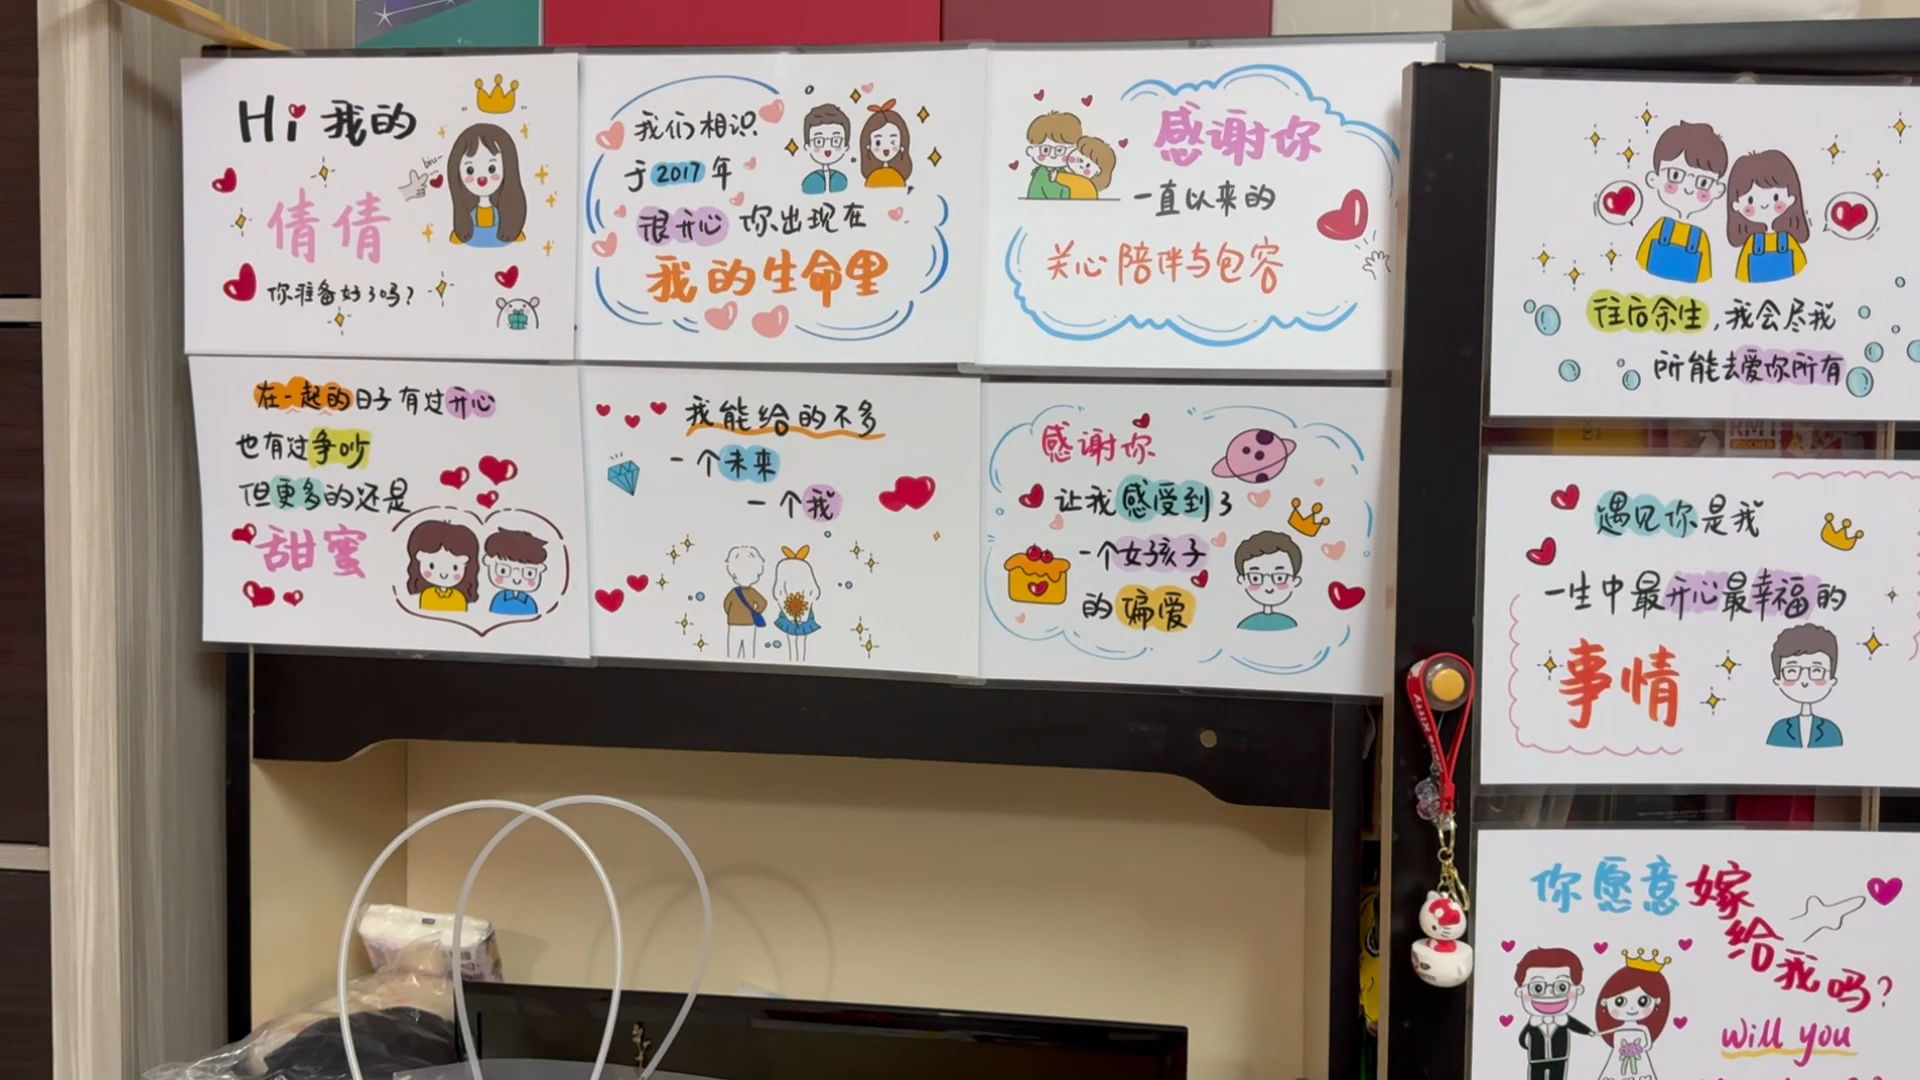 Hi 我的
biu~
倩倩
你准备好了吗？
我们相识
于 2017 年
很开心 你出现在
我的生命里
感谢你
一直以来的
关心 陪伴与包容
在一起的日子 有过开心
也有过争吵
但更多的还是
甜蜜
我能给的不多
一个未来
一个我
感谢你
让我感受到了
一个女孩子
的偏爱
往后余生，我会尽我
所能去爱你所有
遇见你是我
一生中最开心最幸福的
事情
你愿意嫁
给我吗？
Will you